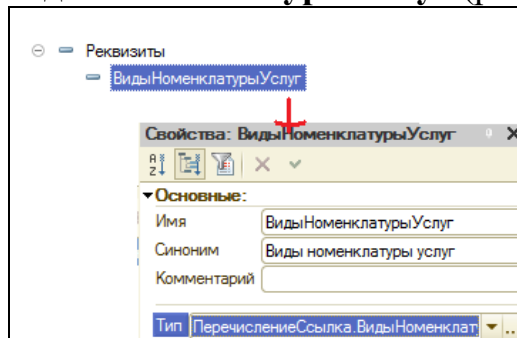 Реквизиты
ВидыНоменклатурыУслуг
Свойства: ВидыНоменклатурыУслуг
Основные:
Имя ВидыНоменклатурыУслуг
Синоним Виды номенклатуры услуг
Комментарий
Тип ПеречислениеСсылка.ВидыНоменклат